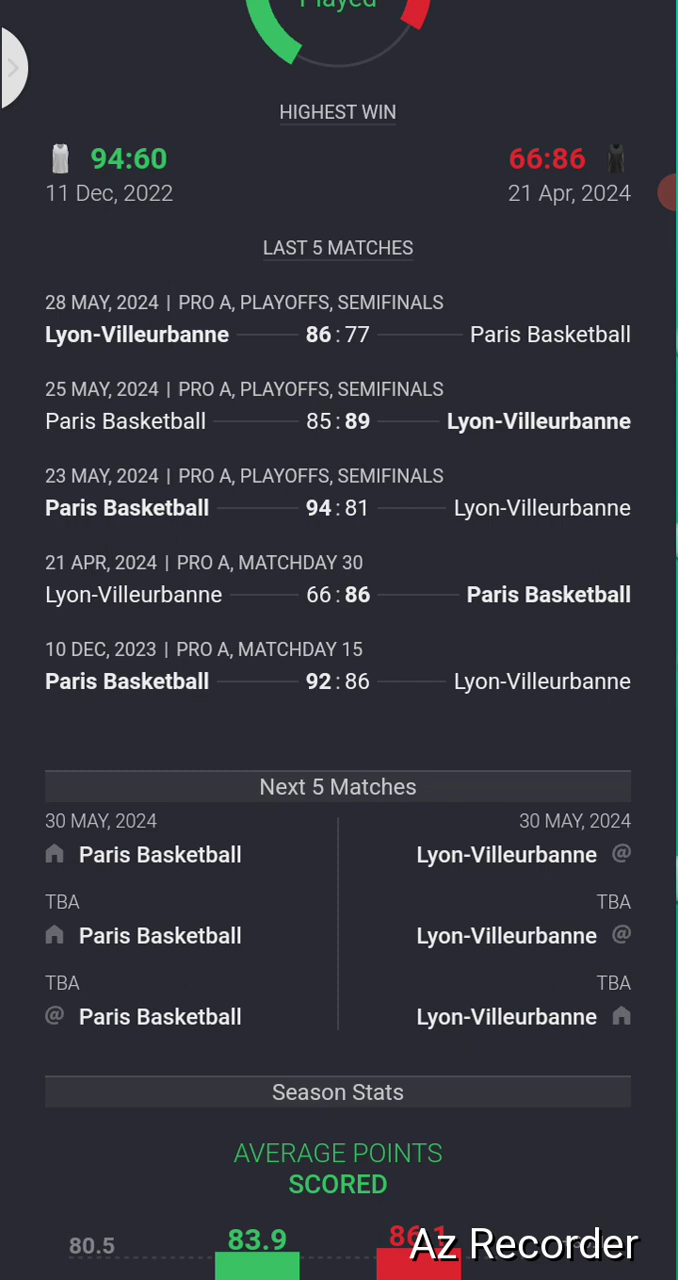 Played
HIGHEST WIN
94:60 66:86
11 Dec, 2022 21 Apr, 2024
LAST 5 MATCHES
28 MAY, 2024 | PRO A, PLAYOFFS, SEMIFINALS
Lyon-Villeurbanne 86 : 77 Paris Basketball
25 MAY, 2024 | PRO A, PLAYOFFS, SEMIFINALS
Paris Basketball 85 : 89 Lyon-Villeurbanne
23 MAY, 2024 | PRO A, PLAYOFFS, SEMIFINALS
Paris Basketball 94 : 81 Lyon-Villeurbanne
21 APR, 2024 | PRO A, MATCHDAY 30
Lyon-Villeurbanne 66 : 86 Paris Basketball
10 DEC, 2023 | PRO A, MATCHDAY 15
Paris Basketball 92 : 86 Lyon-Villeurbanne
Next 5 Matches
30 MAY, 2024 30 MAY, 2024
Paris Basketball Lyon-Villeurbanne @
TBA TBA
Paris Basketball Lyon-Villeurbanne @
TBA TBA
@ Paris Basketball Lyon-Villeurbanne
Season Stats
AVERAGE POINTS
SCORED
80.5 83.9 86.1
Az Recorder